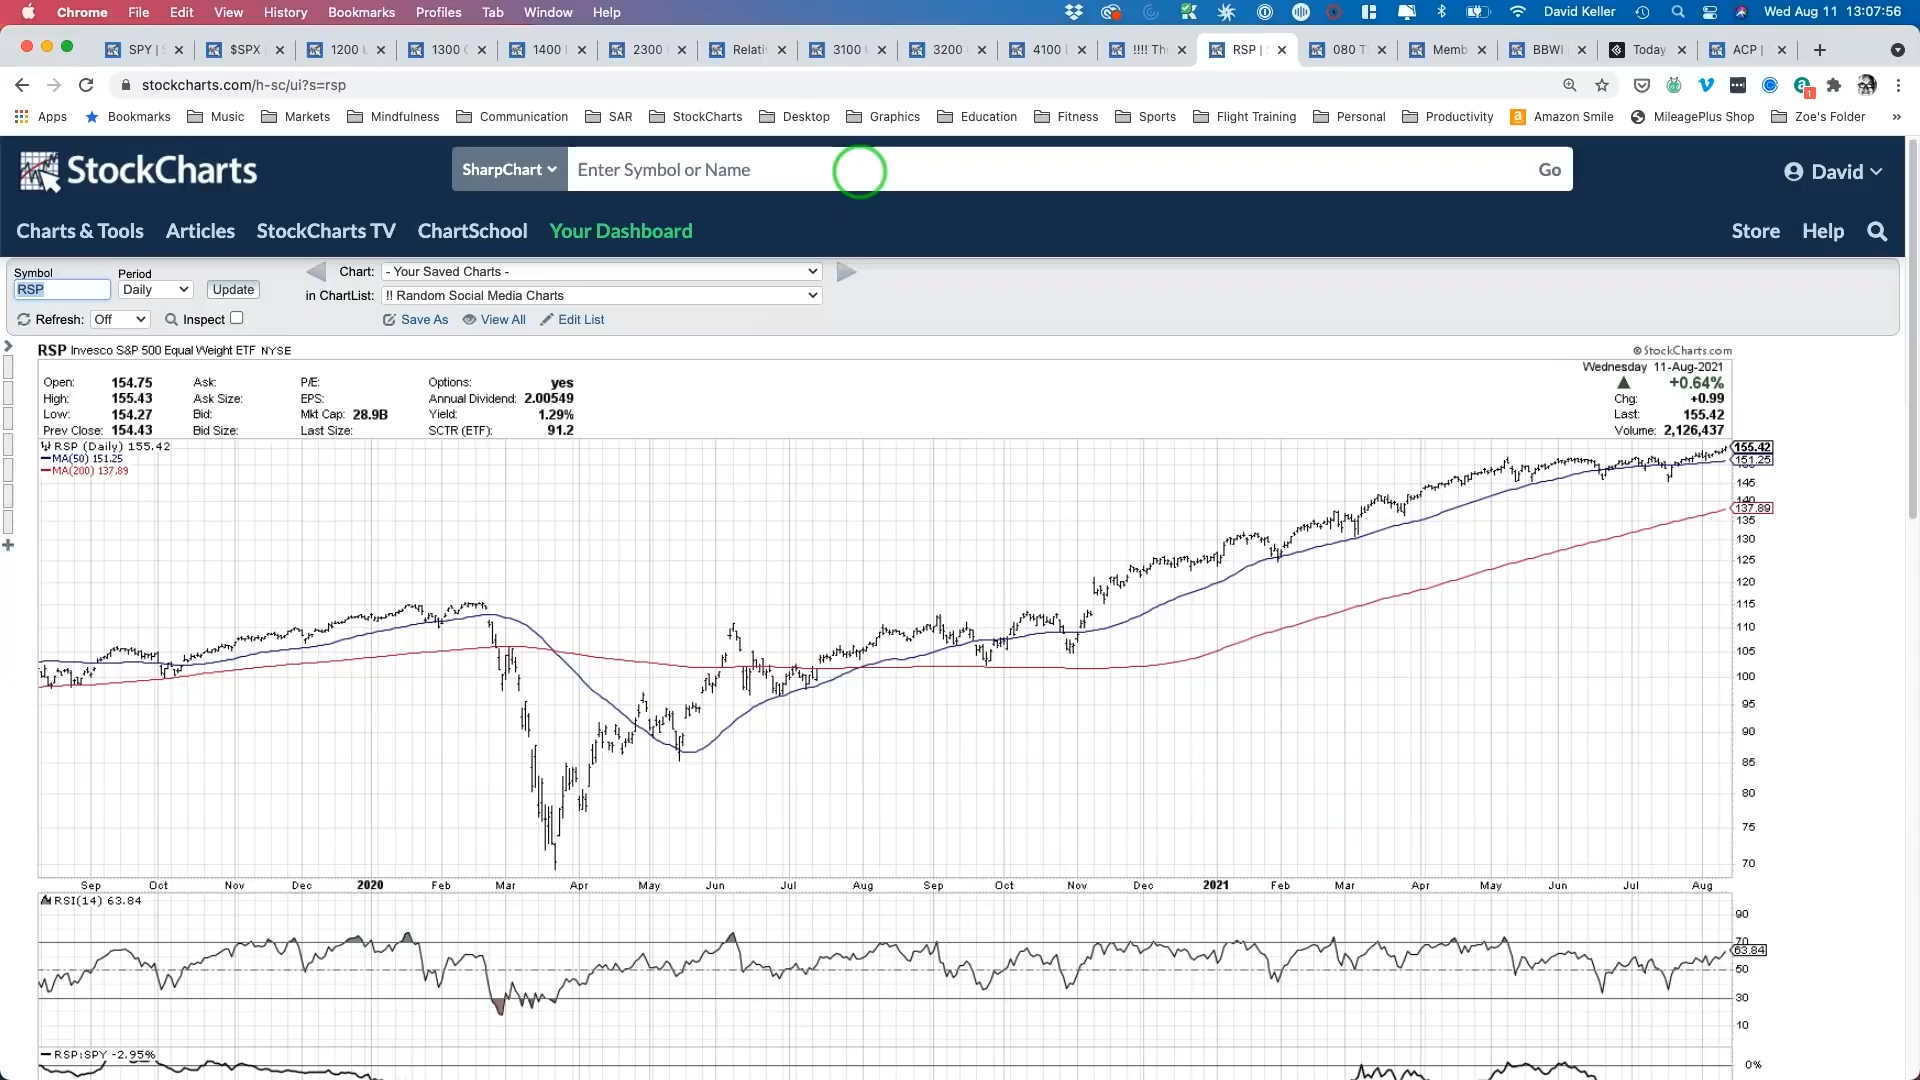 Chrome File Edit View History Bookmarks Profiles Tab Window Help David Keller Wed Aug 11 13:07:56
SPY | $SPX 1200 1300 1400 2300 Relati 3100 3200 4100 !!!! Th RSP | 080 T Memb BBWI Today ACP |
stockcharts.com/h-sc/ui?s=rsp
1
Apps Bookmarks Music Markets Mindfulness Communication SAR StockCharts Desktop Graphics Education Fitness Sports Flight Training Personal Productivity Amazon Smile MileagePlus Shop Zoe's Folder »
StockCharts SharpChart Enter Symbol or Name Go David
Charts & Tools Articles StockCharts TV ChartSchool Your Dashboard Store Help
Symbol Period Chart: - Your Saved Charts -
RSP Daily Update in ChartList: !! Random Social Media Charts
Refresh: Off Inspect Save As View All Edit List
RSP Invesco S&P 500 Equal Weight ETF NYSE © StockCharts.com
Wednesday 11-Aug-2021
Open: 154.75 Ask: P/E: Options: yes +0.64%
High: 155.43 Ask Size: EPS: Annual Dividend: 2.00549 Chg: +0.99
Low: 154.27 Bid: Mkt Cap: 28.9B Yield: 1.29% Last: 155.42
Prev Close: 154.43 Bid Size: Last Size: SCTR (ETF): 91.2 Volume: 2,126,437
RSP (Daily) 155.42
MA(50) 151.25
MA(200) 137.89
155.42
151.25
145
140
137.89
135
130
125
120
115
110
105
100
95
90
85
80
75
70
Sep Oct Nov Dec 2020 Feb Mar Apr May Jun Jul Aug Sep Oct Nov Dec 2021 Feb Mar Apr May Jun Jul Aug
RSI(14) 63.84
90
70
63.84
50
30
10
RSP:SPY -2.95%
0%